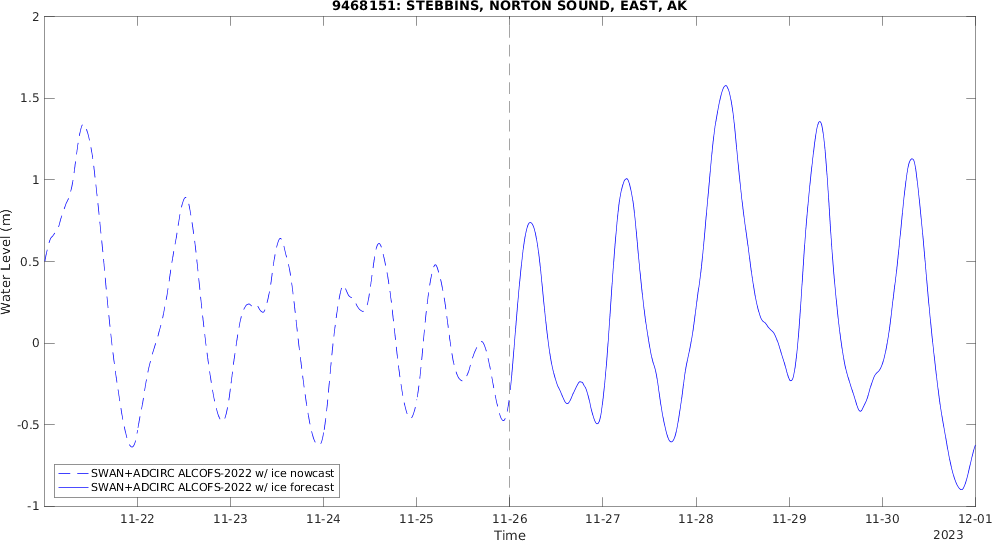 9468151: STEBBINS, NORTON SOUND, EAST, AK
Water Level (m)
2
1.5
1
0.5
0
-0.5
-1
SWAN+ADCIRC ALCOFS-2022 w/ ice nowcast
SWAN+ADCIRC ALCOFS-2022 w/ ice forecast
11-22 11-23 11-24 11-25 11-26 11-27 11-28 11-29 11-30 12-01
Time
2023